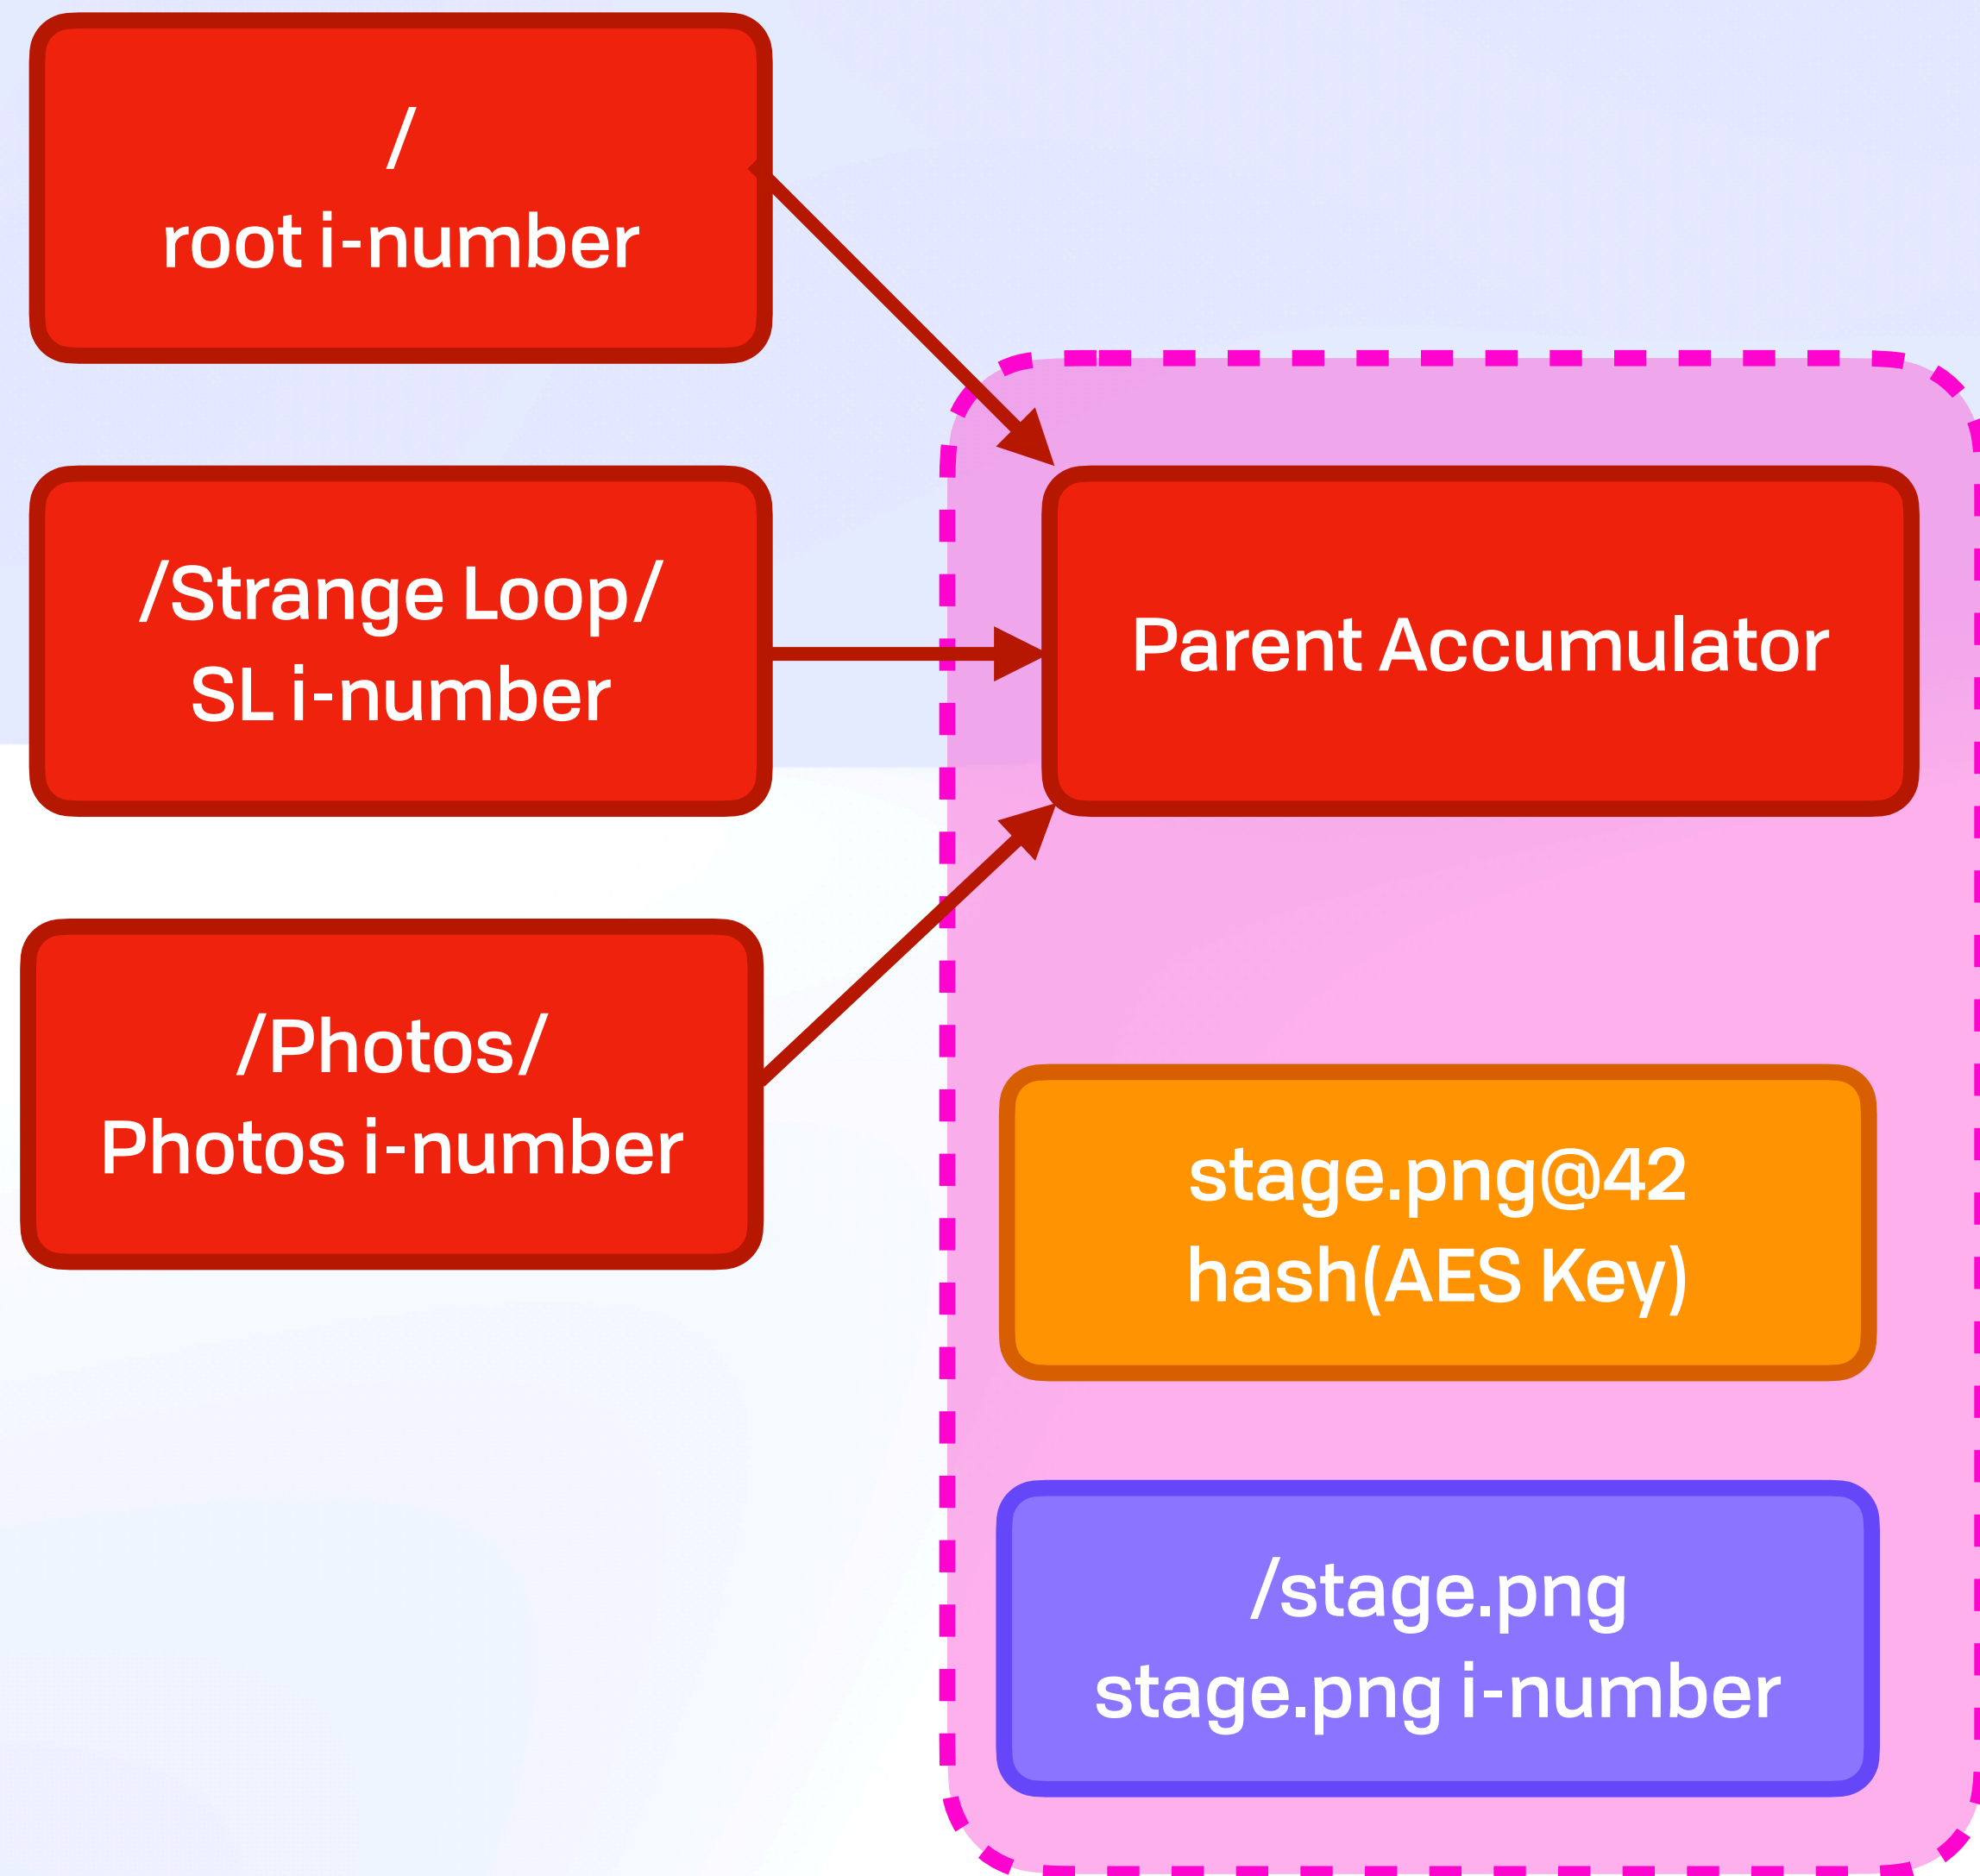 /
root i-number
/Strange Loop/
SL i-number
Parent Accumulator
/Photos/
Photos i-number
stage.png@42
hash(AES Key)
/stage.png
stage.png i-number